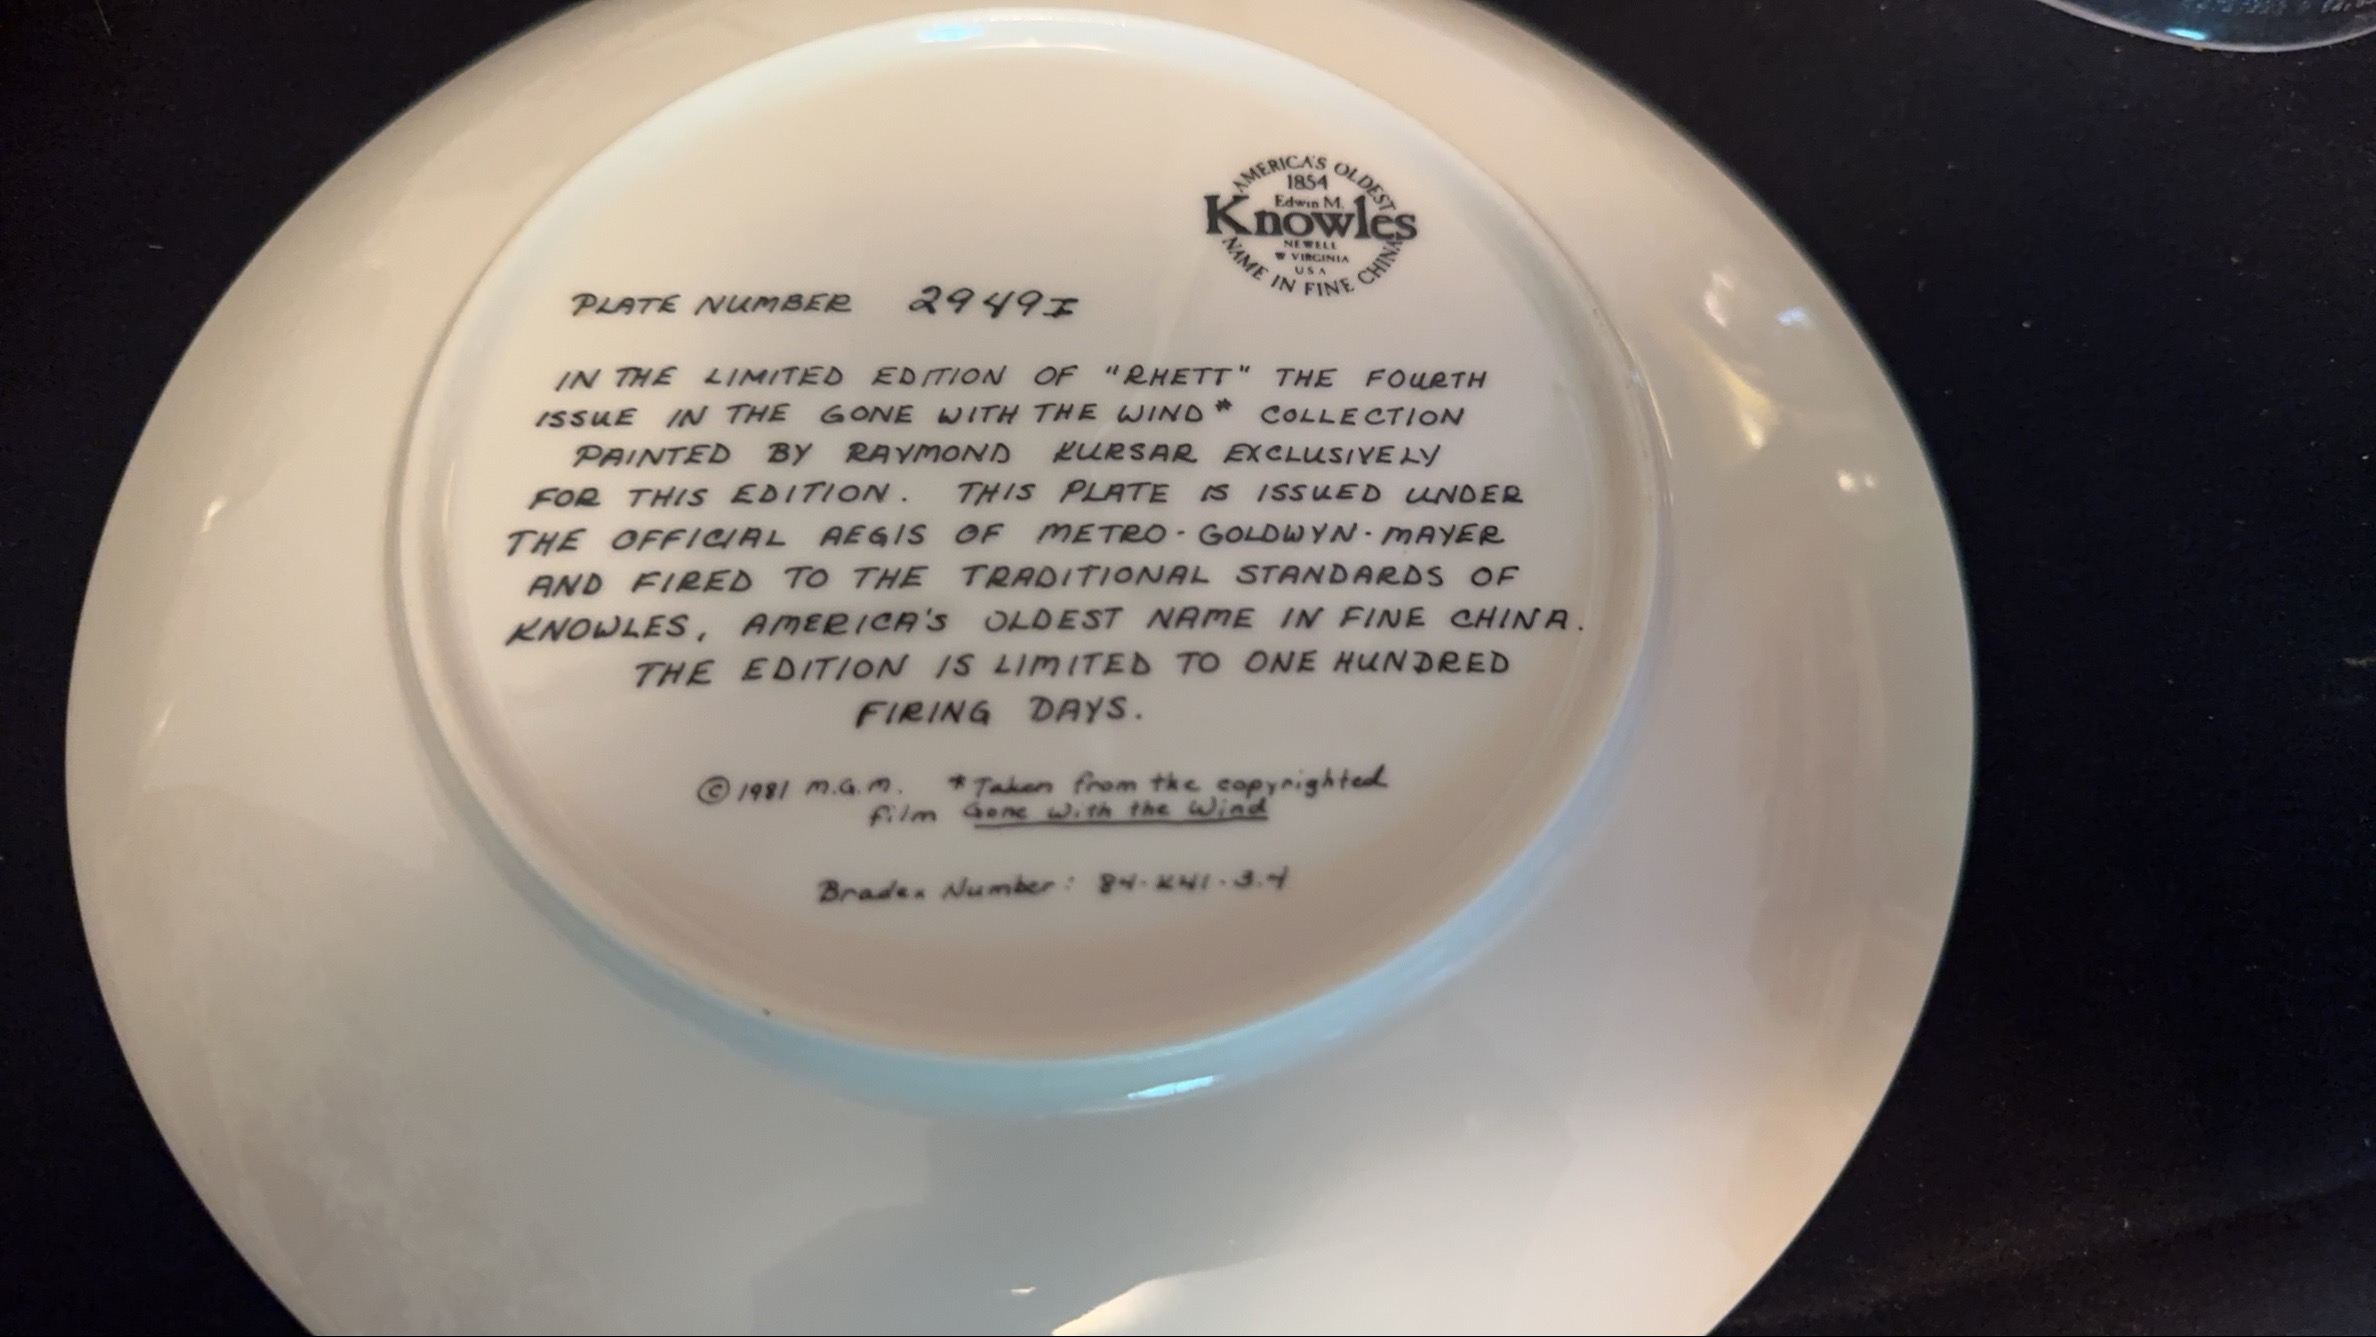 AMERICA'S OLDEST
1854
Edwin M.
Knowles
NEWELL
W VIRGINIA
USA
NAME IN FINE CHINA
PLATE NUMBER 2949I
IN THE LIMITED EDITION OF "RHETT" THE FOURTH
ISSUE IN THE GONE WITH THE WIND* COLLECTION
PAINTED BY RAYMOND KURSAR EXCLUSIVELY
FOR THIS EDITION. THIS PLATE IS ISSUED UNDER
THE OFFICIAL AEGIS OF METRO-GOLDWYN-MAYER
AND FIRED TO THE TRADITIONAL STANDARDS OF
KNOWLES, AMERICA'S OLDEST NAME IN FINE CHINA.
THE EDITION IS LIMITED TO ONE HUNDRED
FIRING DAYS.
©1981 M.G.M. *Taken from the copyrighted
film Gone With the Wind
Bradex Number: 84-K41-3.4